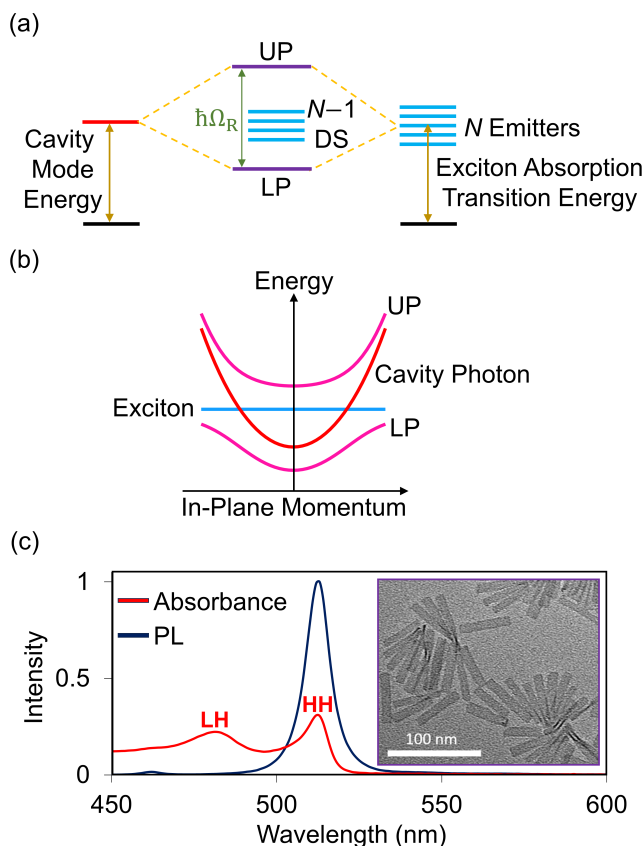 (a)
UP
ħΩR
N−1
DS
LP
Cavity
Mode
Energy
N Emitters
Exciton Absorption
Transition Energy
(b)
Energy
UP
Cavity Photon
Exciton
LP
In-Plane Momentum
(c)
Absorbance
PL
LH
HH
100 nm
Intensity
1
0.5
0
450
500
550
600
Wavelength (nm)